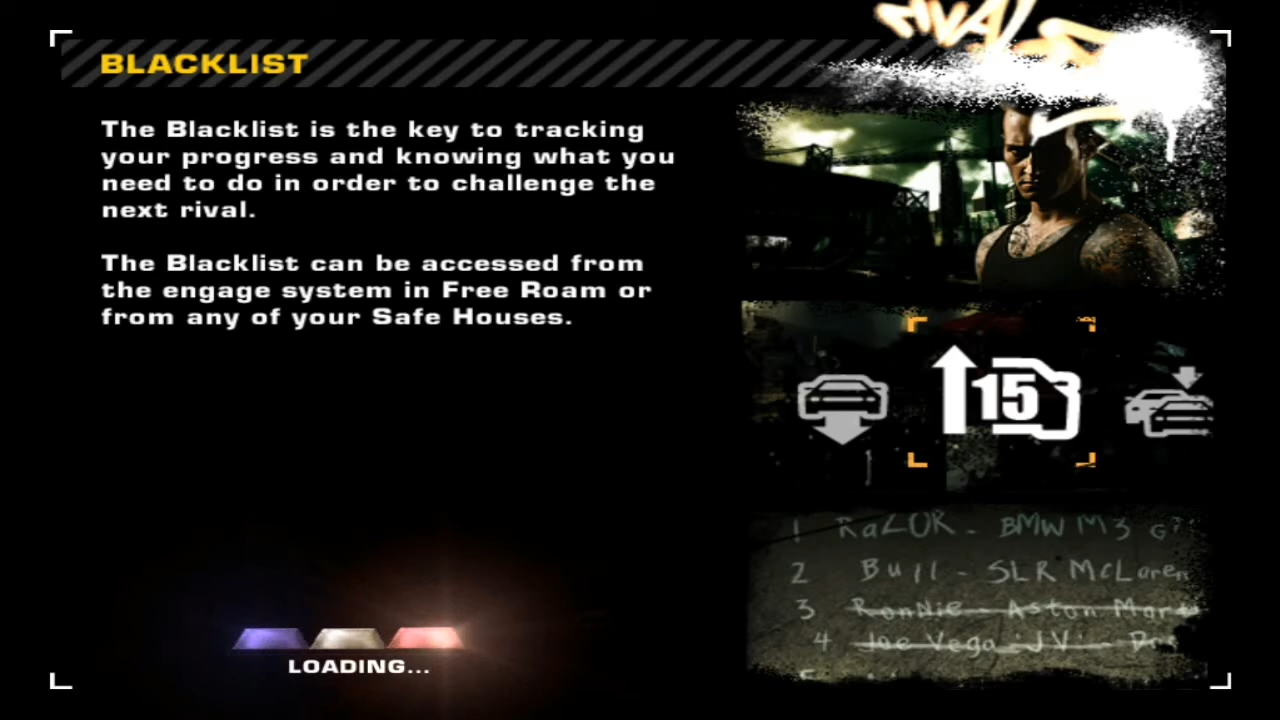 RIVAL
BLACKLIST
The Blacklist is the key to tracking
your progress and knowing what you
need to do in order to challenge the
next rival.
The Blacklist can be accessed from
the engage system in Free Roam or
from any of your Safe Houses.
15
1 RaZOR - BMW M3
2 Bull - SLR McLaren
3 RonNie - Aston Mar
4 Joe Vega 'JV' -
LOADING...